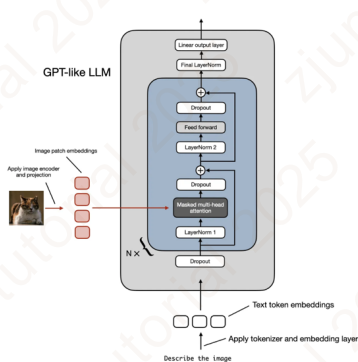 Linear output layer
Final LayerNorm
GPT-like LLM
Dropout
Feed forward
LayerNorm 2
Image patch embeddings
Apply image encoder
and projection
Dropout
Masked multi-head
attention
LayerNorm 1
N ×
Dropout
Text token embeddings
Apply tokenizer and embedding layer
Describe the image